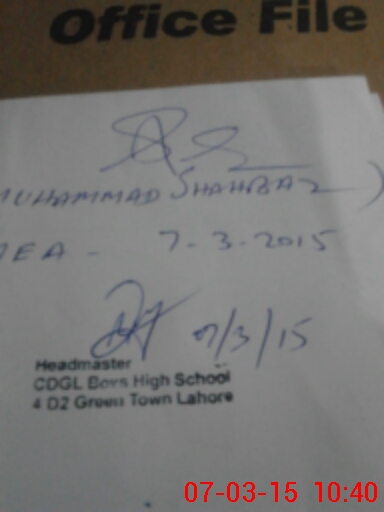 Office File
MUHAMMAD SHAHBAZ )
EA - 7-3-2015
07/3/15
Headmaster
CDGL Boys High School
4 D2 Green Town Lahore
07-03-15 10:40